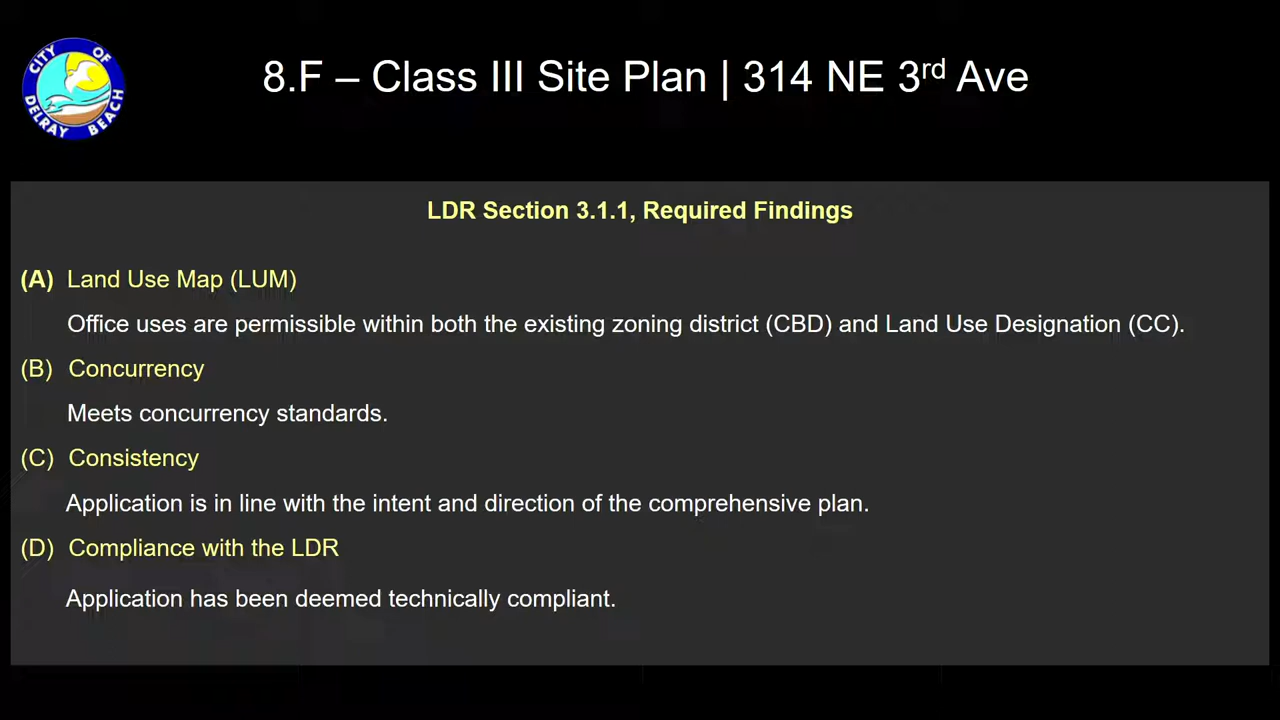 CITY OF
DELRAY BEACH
8.F – Class III Site Plan | 314 NE 3rd Ave
LDR Section 3.1.1, Required Findings
(A) Land Use Map (LUM)
Office uses are permissible within both the existing zoning district (CBD) and Land Use Designation (CC).
(B) Concurrency
Meets concurrency standards.
(C) Consistency
Application is in line with the intent and direction of the comprehensive plan.
(D) Compliance with the LDR
Application has been deemed technically compliant.